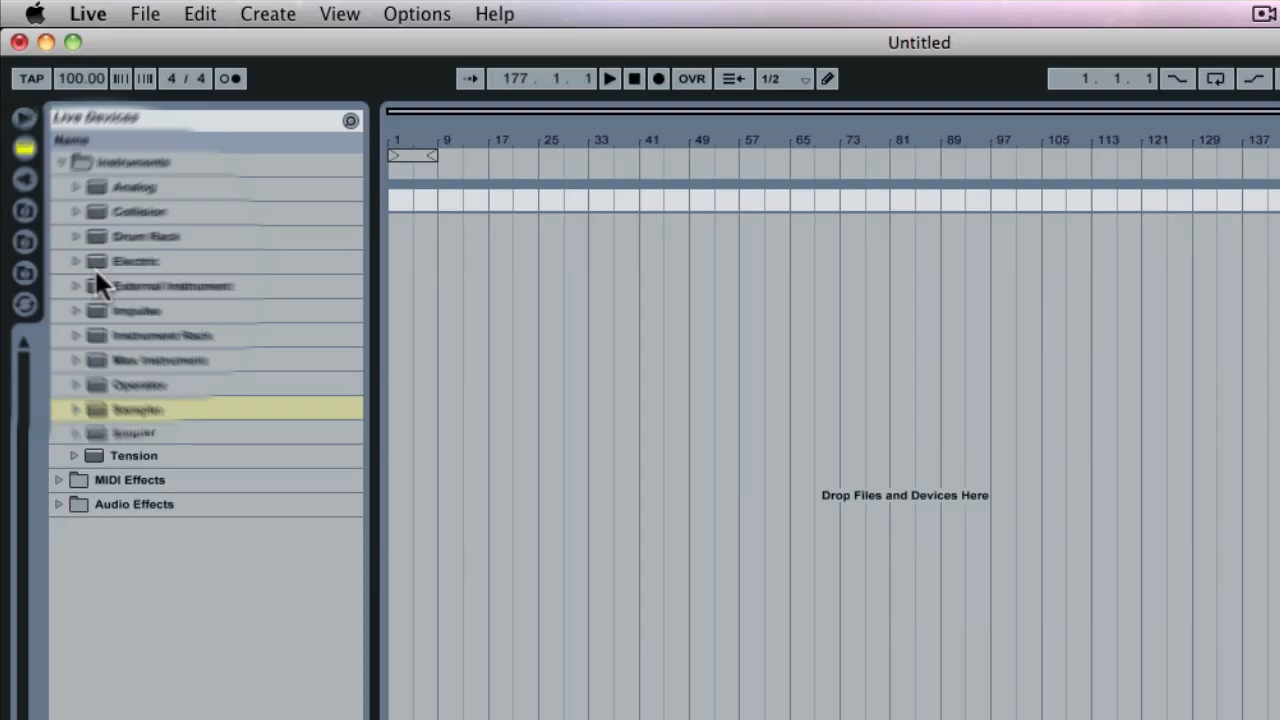 Live File Edit Create View Options Help
Untitled
TAP 100.00 4 / 4 177 . 1 . 1 OVR 1/2 1 . 1 . 1
Live Devices
Name
1 9 17 25 33 41 49 57 65 73 81 89 97 105 113 121 129 137
Instruments
Analog
Collision
Drum Rack
Electric
External Instrument
Impulse
Instrument Rack
Max Instrument
Operator
Sampler
Tension
MIDI Effects
Drop Files and Devices Here
Audio Effects